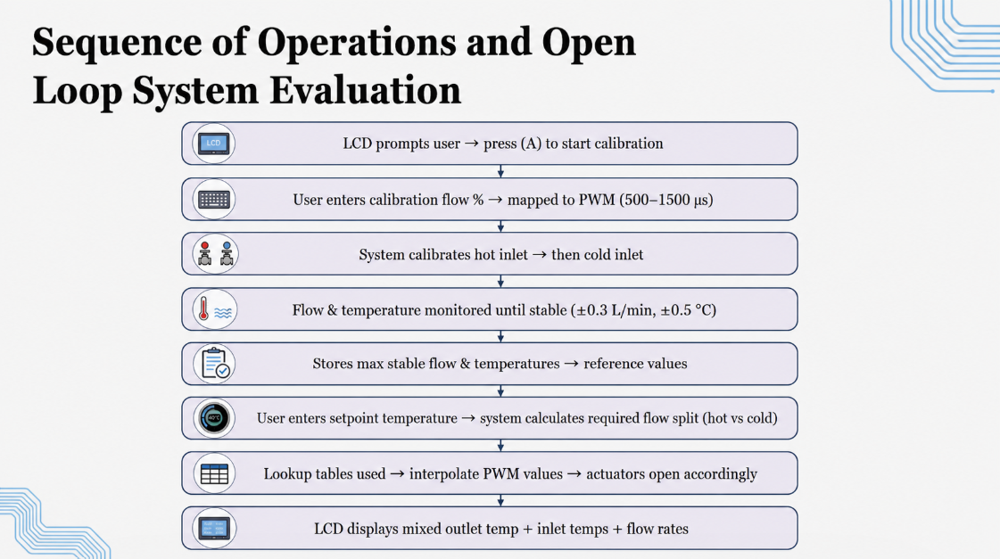 Sequence of Operations and Open
Loop System Evaluation
LCD
LCD prompts user → press (A) to start calibration
User enters calibration flow % → mapped to PWM (500–1500 µs)
System calibrates hot inlet → then cold inlet
Flow & temperature monitored until stable (±0.3 L/min, ±0.5 °C)
Stores max stable flow & temperatures → reference values
40°C
User enters setpoint temperature → system calculates required flow split (hot vs cold)
Lookup tables used → interpolate PWM values → actuators open accordingly
LCD displays mixed outlet temp + inlet temps + flow rates